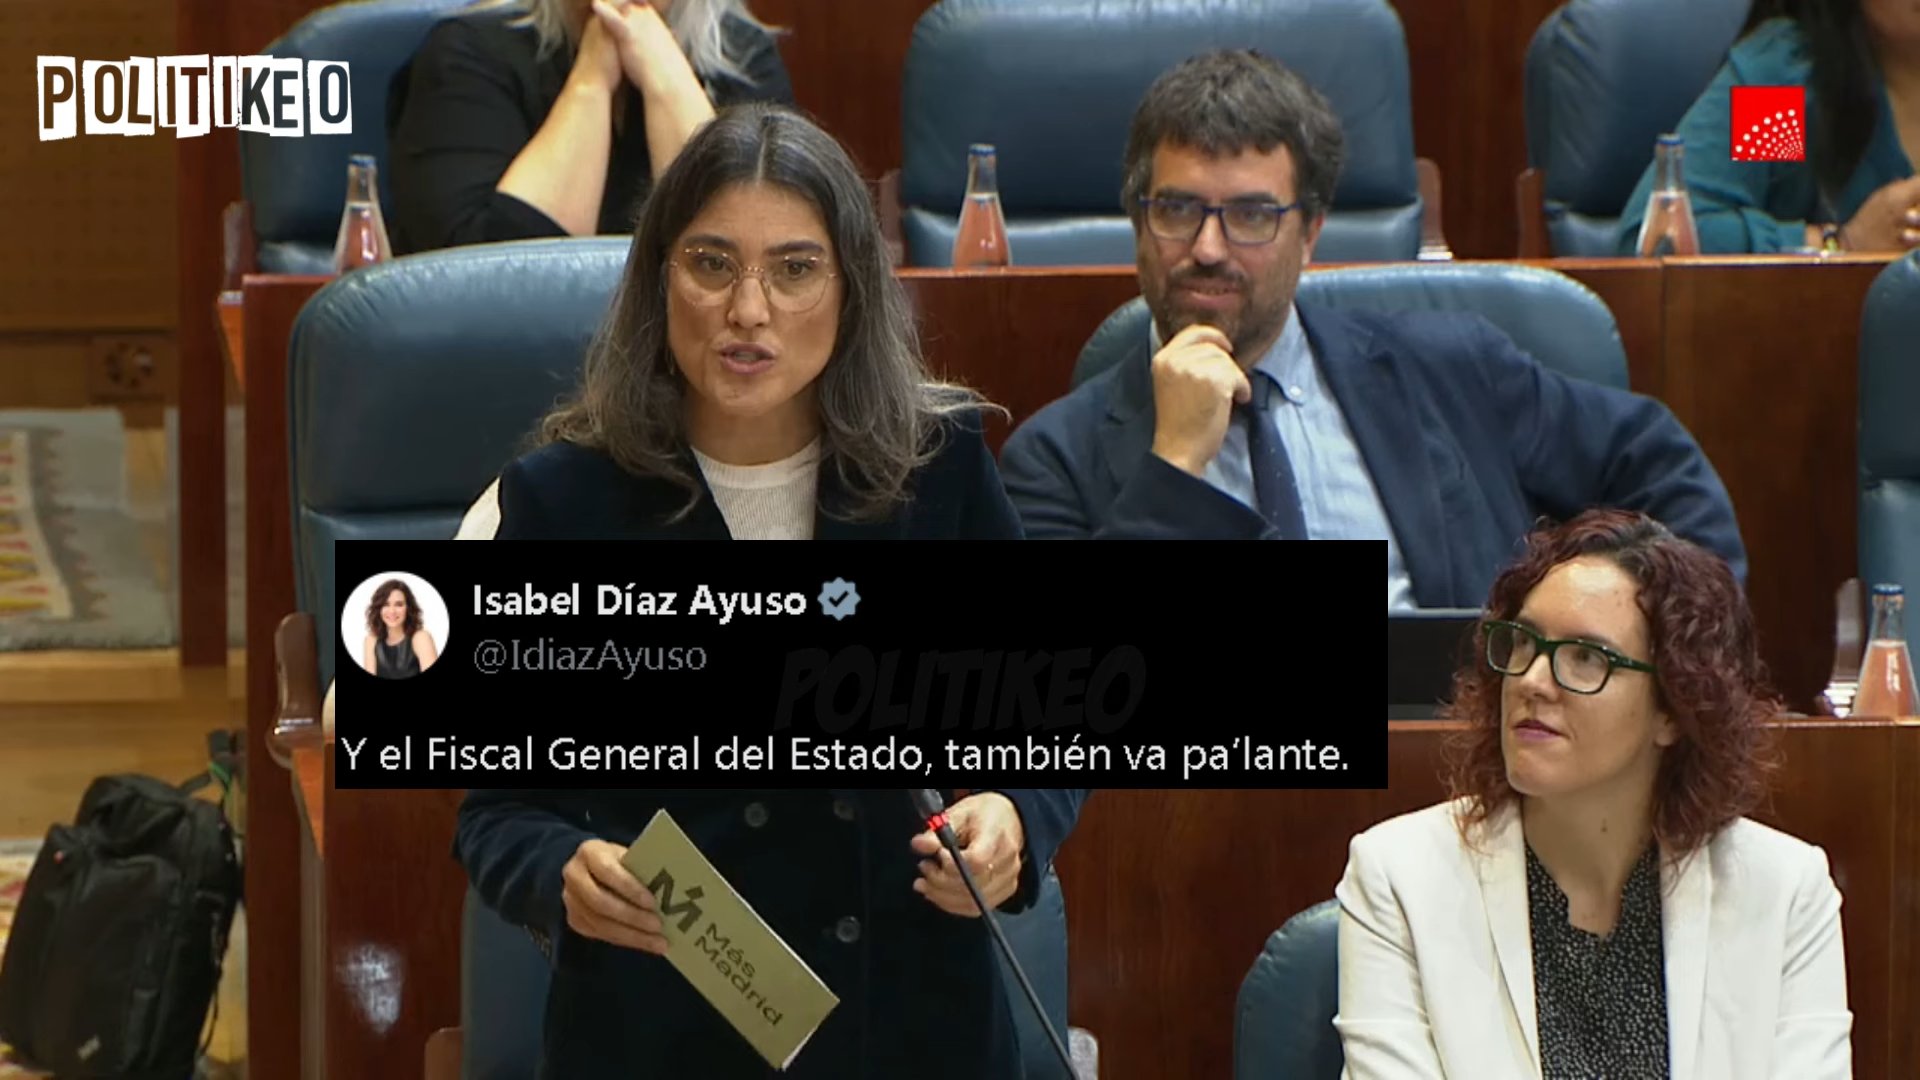 POLITIKEO
Isabel Díaz Ayuso
@IdiazAyuso
POLITIKEO
Y el Fiscal General del Estado, también va pa’lante.
M
Más
Madrid